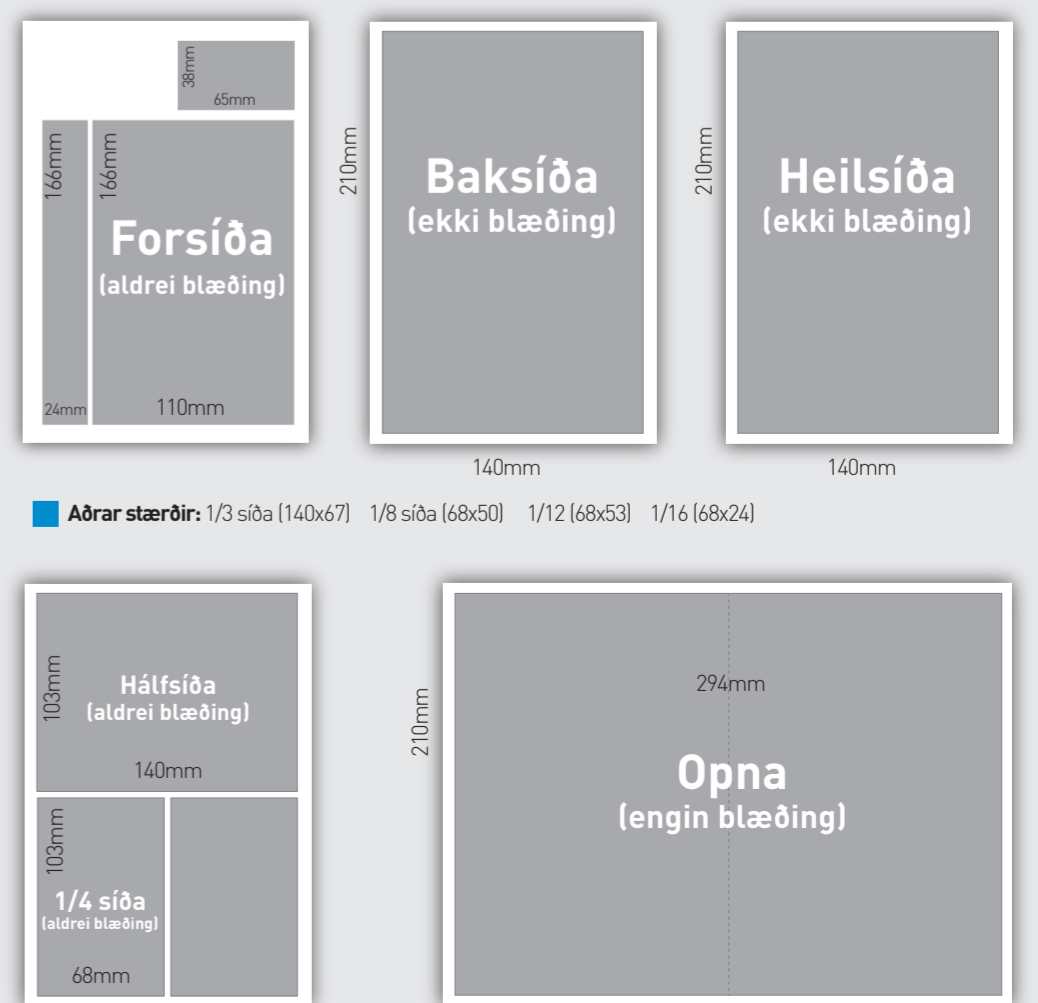 38mm
65mm
166mm
166mm
Forsíða
(aldrei blæðing)
24mm
110mm
210mm
Baksíða
(ekki blæðing)
140mm
210mm
Heilsíða
(ekki blæðing)
140mm
Aðrar stærðir: 1/3 síða (140x67) 1/8 síða (68x50) 1/12 (68x53) 1/16 (68x24)
103mm
Hálfsíða
(aldrei blæðing)
140mm
103mm
1/4 síða
(aldrei blæðing)
68mm
210mm
294mm
Opna
(engin blæðing)